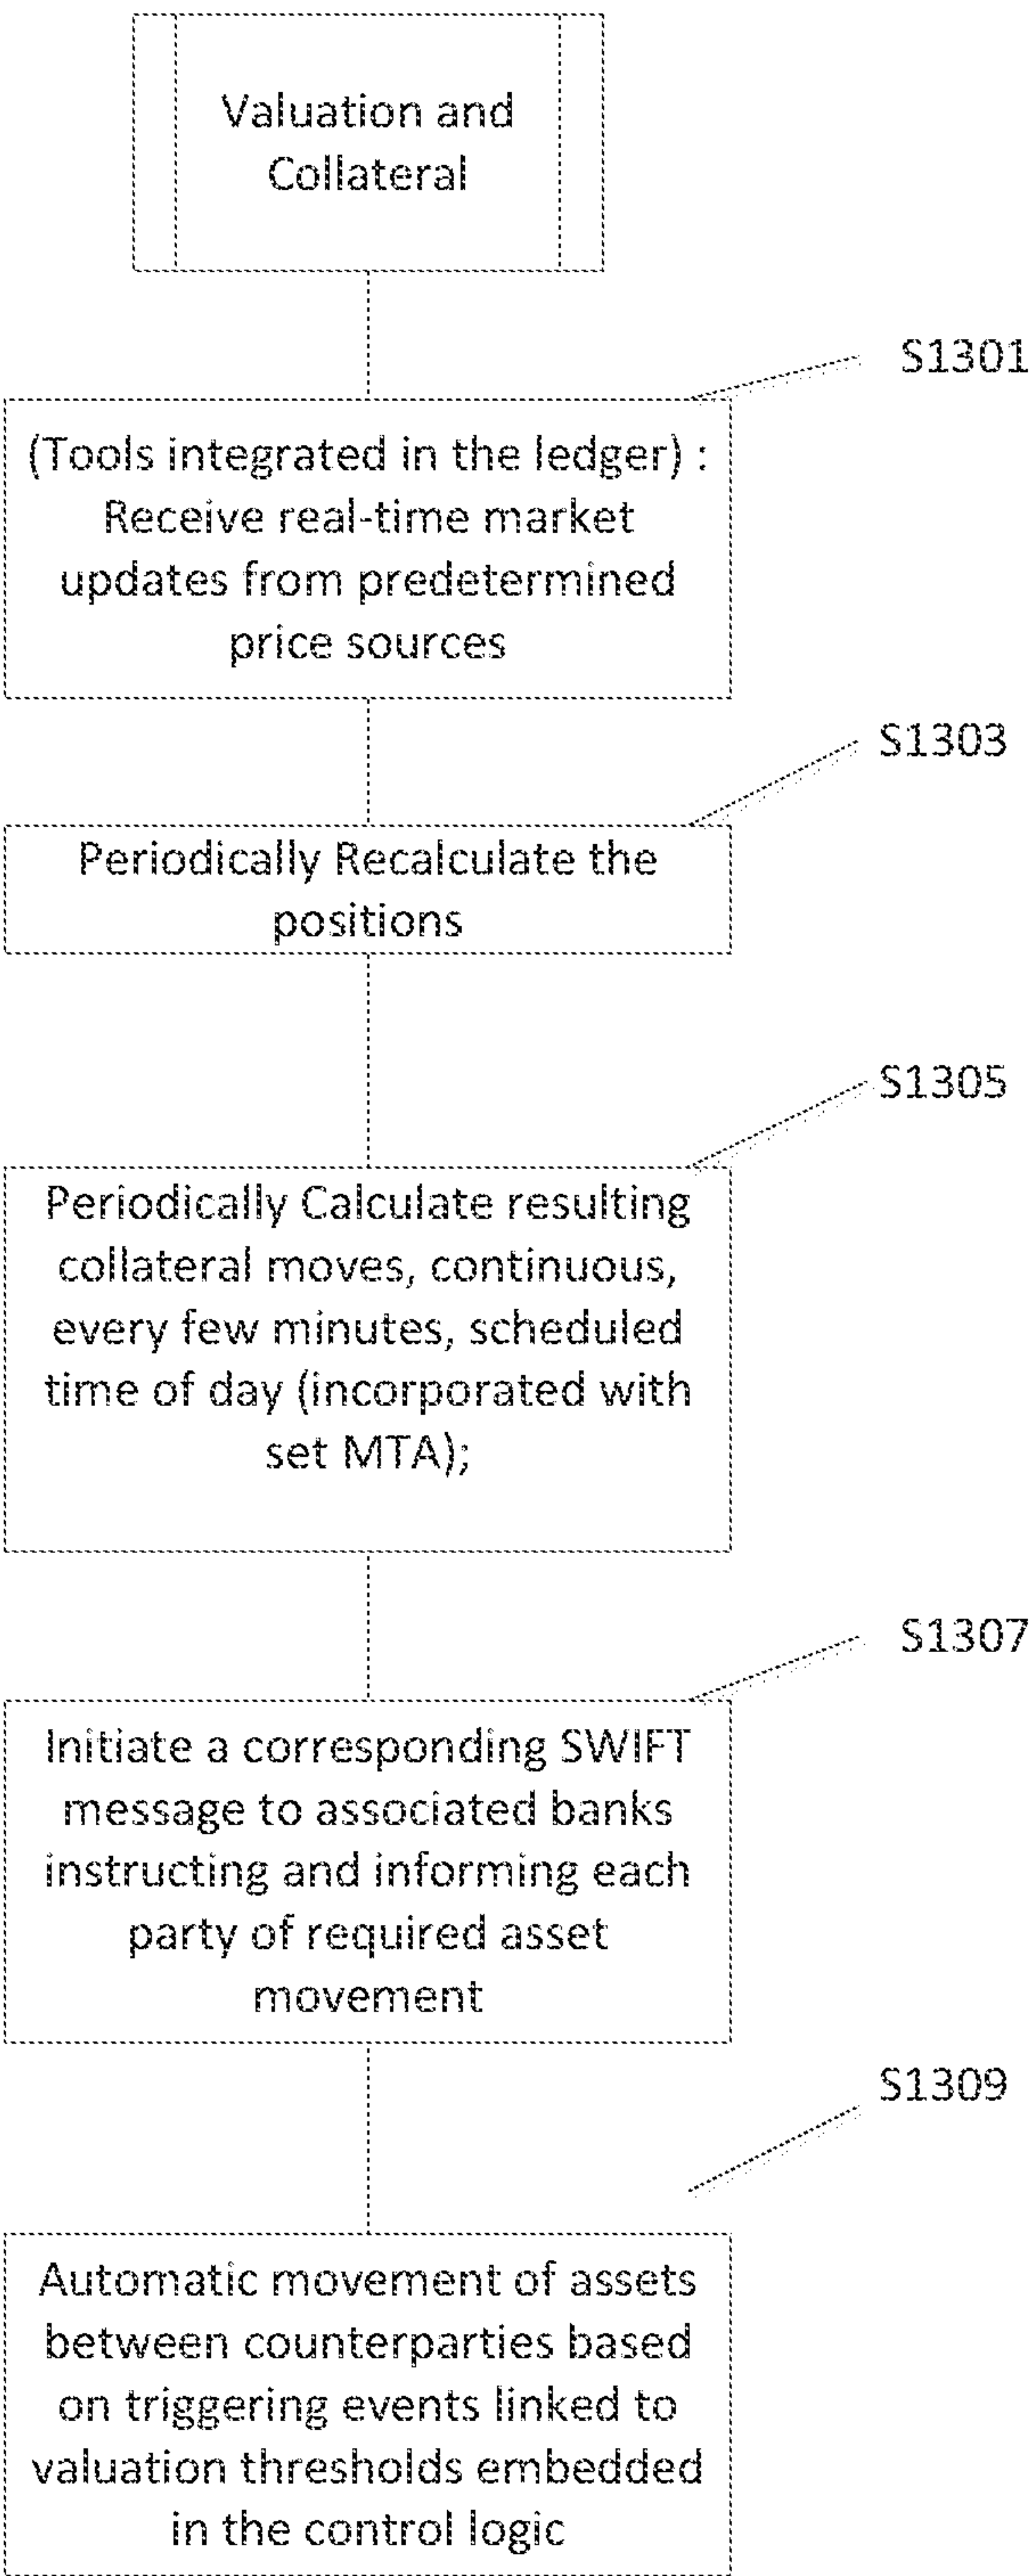 Valuation and
Collateral
S1301
(Tools integrated in the ledger) :
Receive real-time market
updates from predetermined
price sources
S1303
Periodically Recalculate the
positions
S1305
Periodically Calculate resulting
collateral moves, continuous,
every few minutes, scheduled
time of day (incorporated with
set MTA);
S1307
Initiate a corresponding SWIFT
message to associated banks
instructing and informing each
party of required asset
movement
S1309
Automatic movement of assets
between counterparties based
on triggering events linked to
valuation thresholds embedded
in the control logic